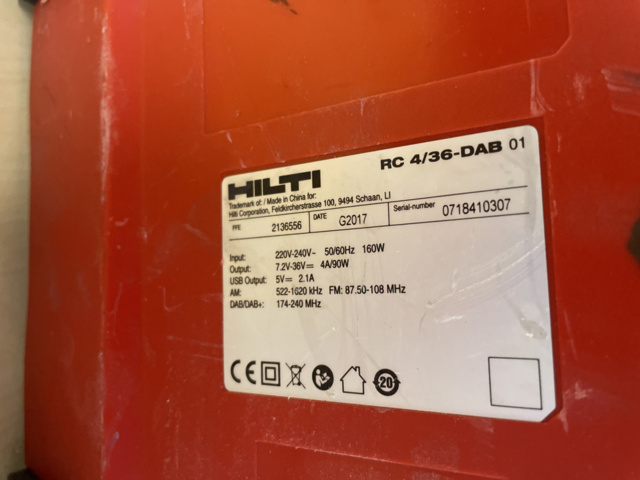 HILTI RC 4/36-DAB 01
Trademark of: / Made in China for:
Hilti Corporation, Feldkircherstrasse 100, 9494 Schaan, LI
PPE 2136556 DATE G2017 Serial-number 0718410307
Input: 220V-240V~ 50/60Hz 160W
Output: 7.2V-36V⎓ 4A/90W
USB Output: 5V⎓ 2.1A
AM: 522-1620 kHz FM: 87.50-108 MHz
DAB/DAB+: 174-240 MHz
CE 20